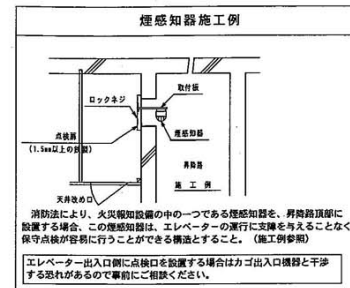 煙感知器施工例
取付板
ロックネジ
点検扉
(1.5mm以上の鉄製)
煙感知器
昇降路
施工例
天井改め口
消防法により、火災報知設備の中の一つである煙感知器を、昇降路頂部に
設置する場合、この煙感知器は、エレベーターの運行に支障を与えることなく
保守点検が容易に行うことができる構造とすること。(施工例参照)
エレベーター出入口側に点検口を設置する場合はカゴ出入口機器と干渉
する恐れがあるので事前にご相談ください。